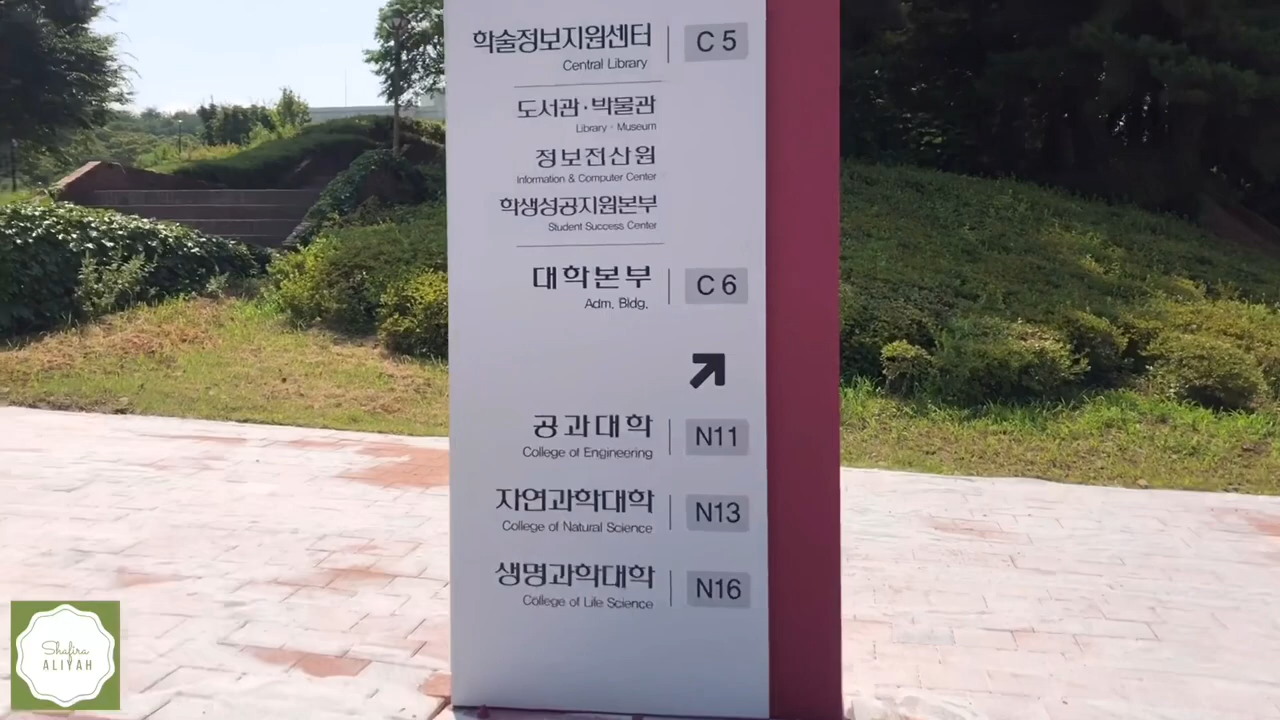 학술정보지원센터 C 5
Central Library
도서관·박물관
Library · Museum
정보전산원
Information & Computer Center
학생성공지원본부
Student Success Center
대학본부 C 6
Adm. Bldg.
공과대학 N11
College of Engineering
자연과학대학 N13
College of Natural Science
생명과학대학 N16
College of Life Science
Shafira
ALIYAH